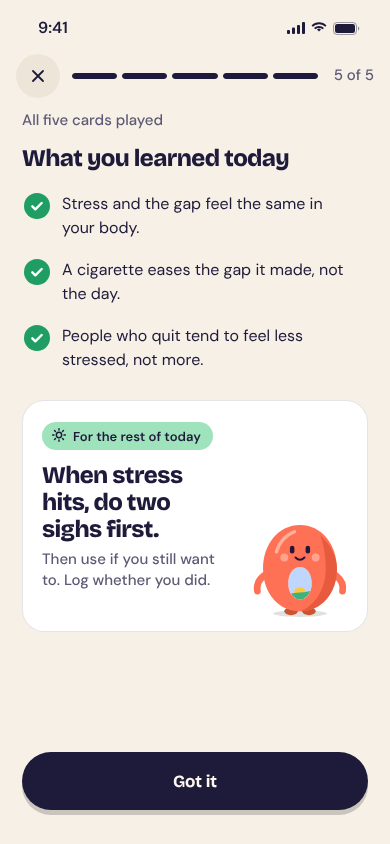 9:41
5 of 5
All five cards played
What you learned today
Stress and the gap feel the same in
your body.
A cigarette eases the gap it made, not
the day.
People who quit tend to feel less
stressed, not more.
For the rest of today
When stress
hits, do two
sighs first.
Then use if you still want
to. Log whether you did.
Got it